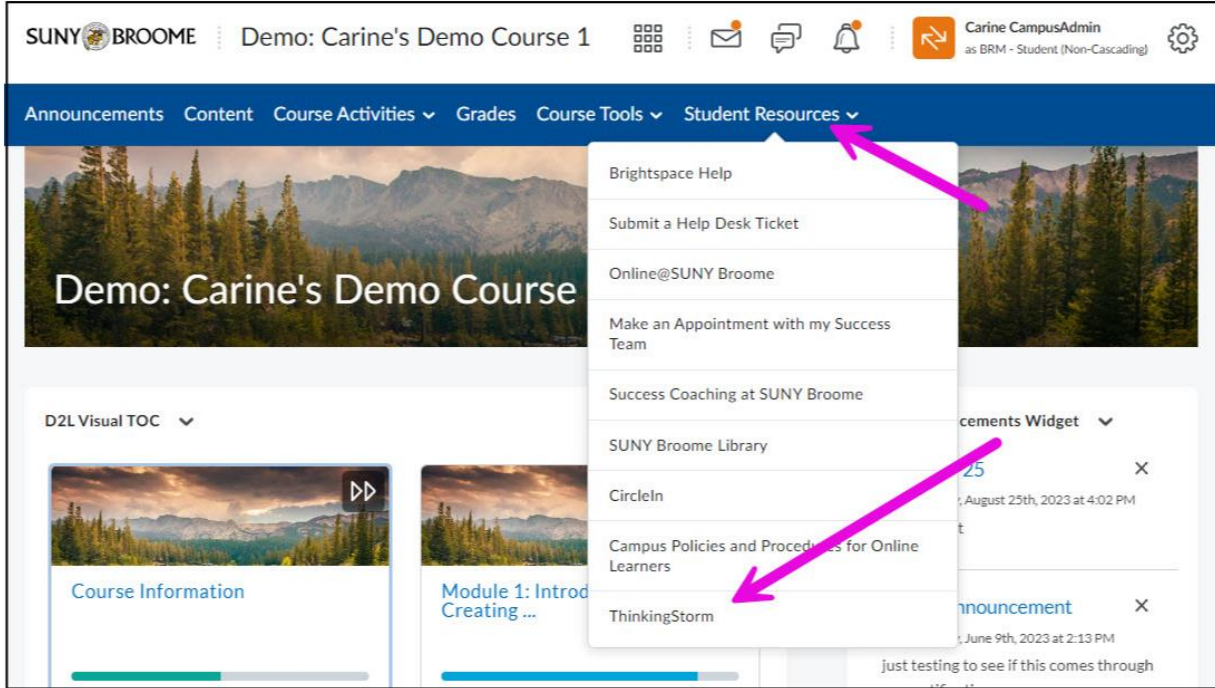 SUNY BROOME
Demo: Carine's Demo Course 1
Carine CampusAdmin
as BRM - Student (Non-Cascading)
Announcements Content Course Activities Grades Course Tools Student Resources
Brightspace Help
Submit a Help Desk Ticket
Online@SUNY Broome
Make an Appointment with my Success
Team
Success Coaching at SUNY Broome
SUNY Broome Library
CircleIn
Campus Policies and Procedures for Online
Learners
ThinkingStorm
Demo: Carine's Demo Course
D2L Visual TOC
Course Information
Module 1:
Creating ...
Widget
25
August 25th, 2023 at 4:02 PM
June 9th, 2023 at 2:13 PM
just testing to see if this comes through